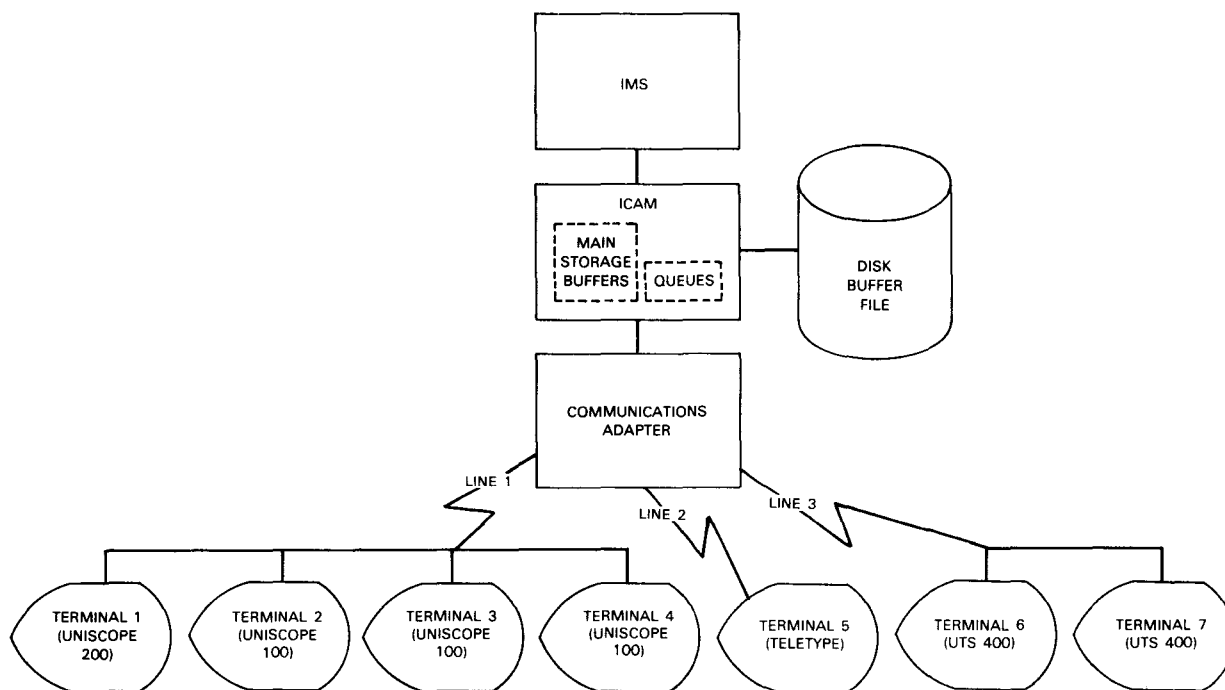 IMS
ICAM
MAIN
STORAGE
BUFFERS
QUEUES
DISK
BUFFER
FILE
COMMUNICATIONS
ADAPTER
LINE 1
LINE 2
LINE 3
TERMINAL 1
(UNISCOPE
200)
TERMINAL 2
(UNISCOPE
100)
TERMINAL 3
(UNISCOPE
100)
TERMINAL 4
(UNISCOPE
100)
TERMINAL 5
(TELETYPE)
TERMINAL 6
(UTS 400)
TERMINAL 7
(UTS 400)